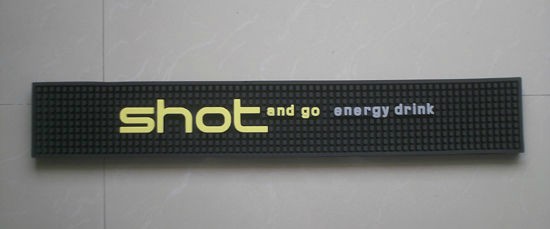 shot and go energy drink